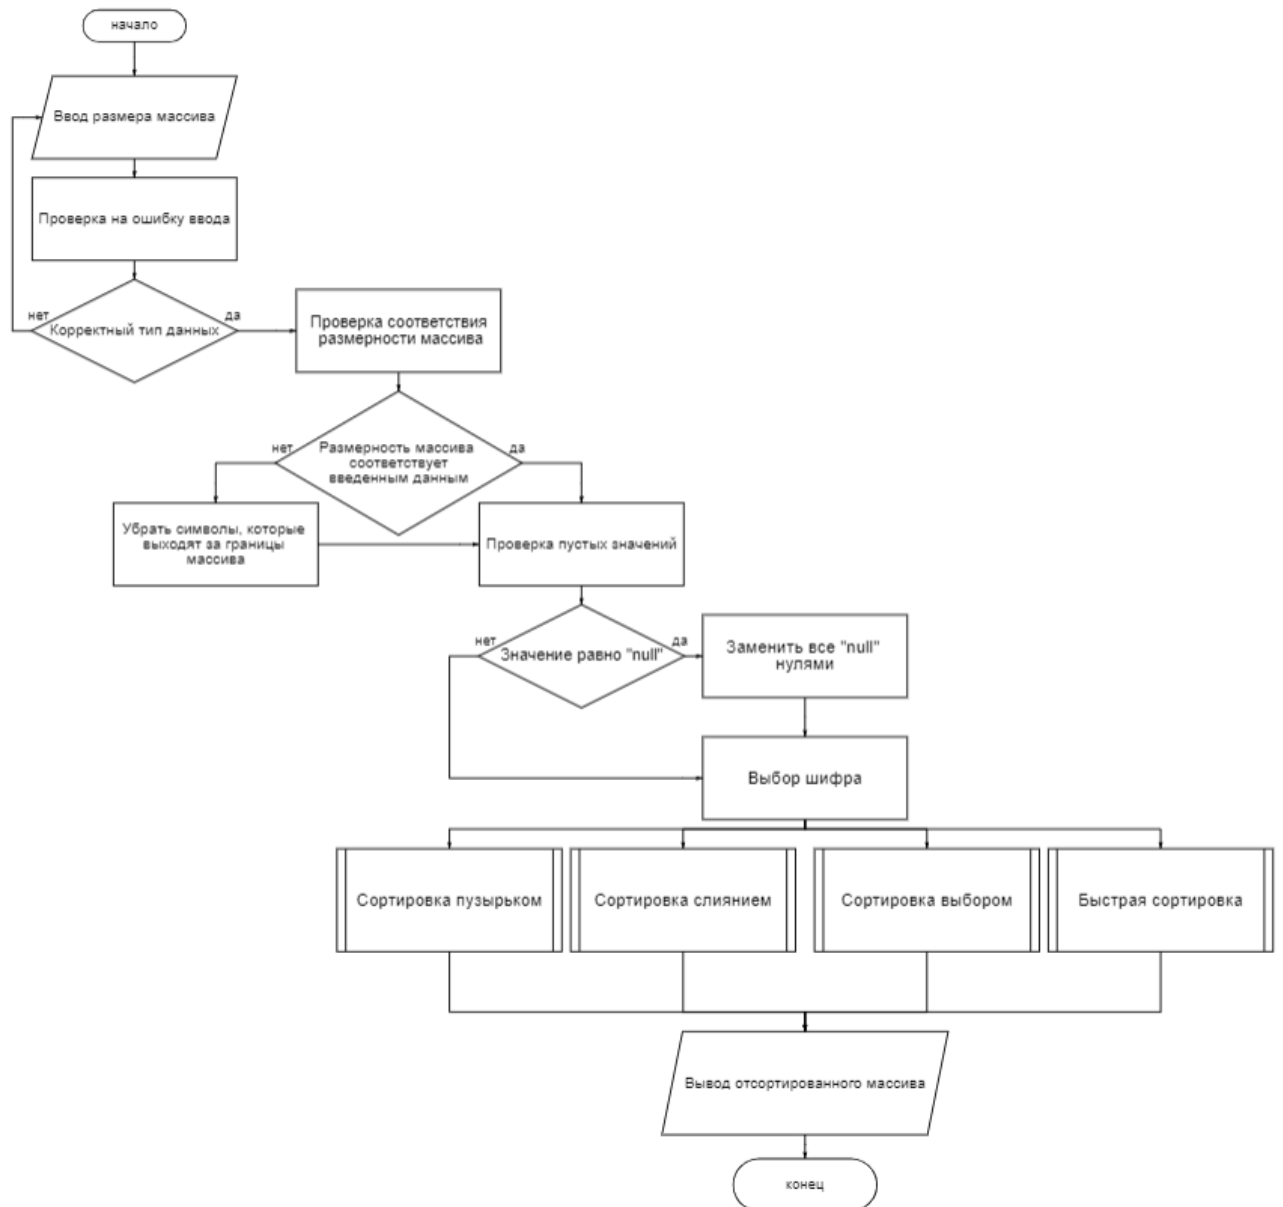 начало
Ввод размера массива
Проверка на ошибку ввода
нет
Корректный тип данных
да
Проверка соответствия
размерности массива
нет
Размерность массива
соответствует
введенным данным
да
Убрать символы, которые
выходят за границы
массива
Проверка пустых значений
нет
Значение равно "null"
да
Заменить все "null"
нулями
Выбор шифра
Сортировка пузырьком
Сортировка слиянием
Сортировка выбором
Быстрая сортировка
Вывод отсортированного массива
конец